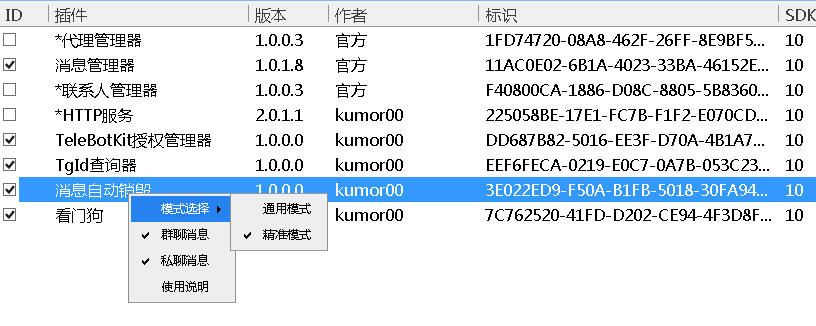 ID 插件 版本 作者 标识 SDK
*代理管理器 1.0.0.3 官方 1FD74720-08A8-462F-26FF-8E9BF5... 10
消息管理器 1.0.1.8 官方 11AC0E02-6B1A-4023-33BA-46152E... 10
*联系人管理器 1.0.0.3 官方 F40800CA-1886-D08C-8805-5B8360... 10
*HTTP服务 2.0.1.1 kumor00 225058BE-17E1-FC7B-F1F2-E070CD... 10
TeleBotKit授权管理器 1.0.0.0 kumor00 DD687B82-5016-EE3F-D70A-4B1A7... 10
TgId查询器 1.0.0.0 kumor00 EEF6FECA-0219-E0C7-0A7B-053C23... 10
消息自动销毁 1.0.0.0 kumor00 3E022ED9-F50A-B1FB-5018-30FA94... 10
看门狗 kumor00 7C762520-41FD-D202-CE94-4F3D8F... 10
模式选择 通用模式
群聊消息 精准模式
私聊消息
使用说明